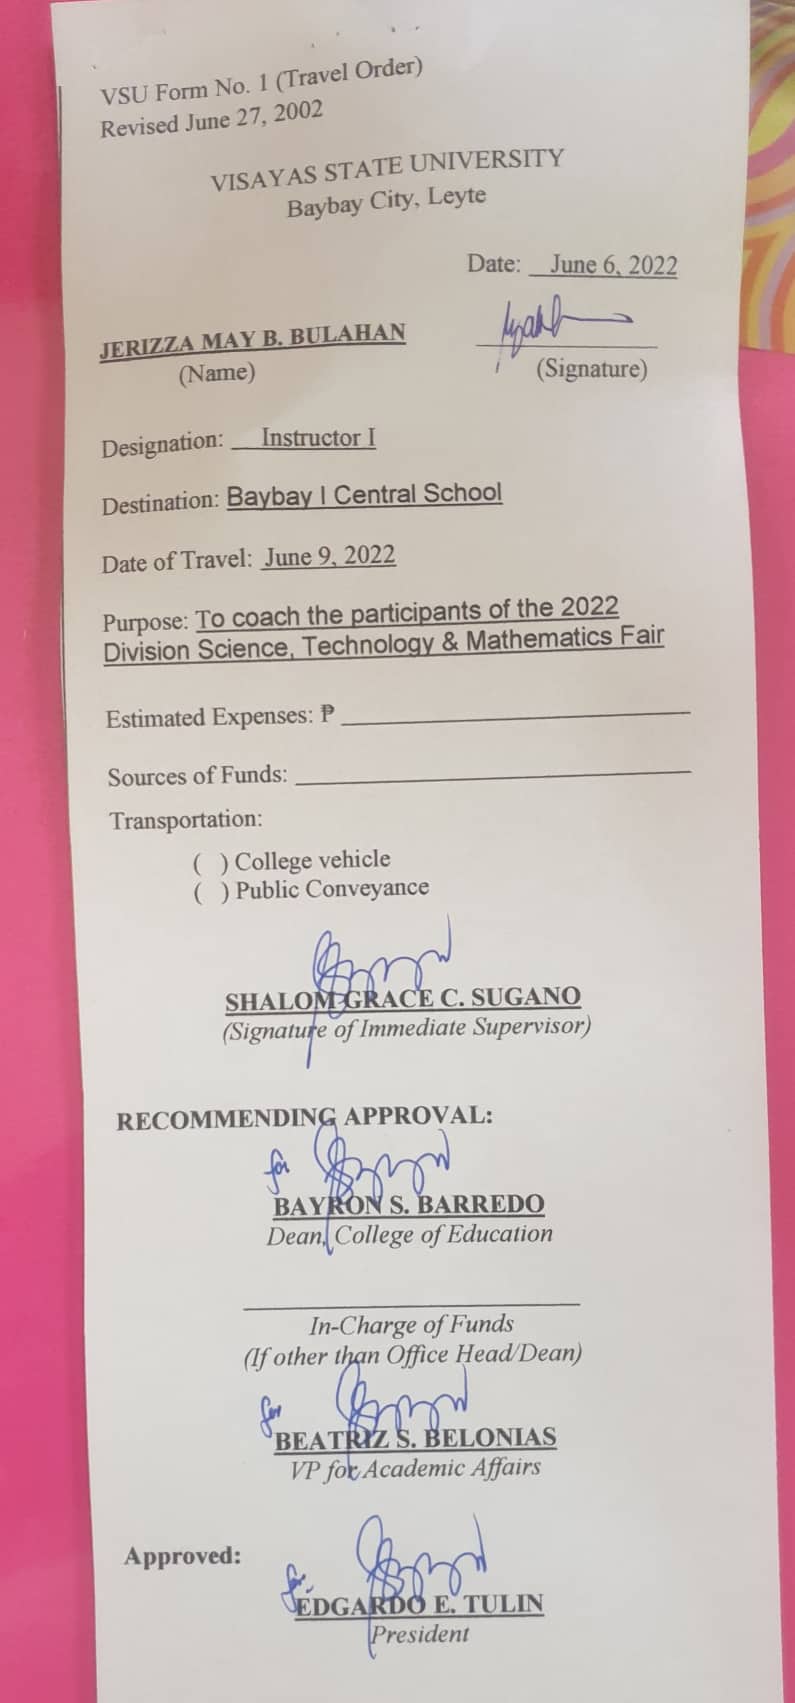 VSU Form No. 1 (Travel Order)
Revised June 27, 2002
VISAYAS STATE UNIVERSITY
Baybay City, Leyte
Date: June 6, 2022
JERIZZA MAY B. BULAHAN
(Name)
(Signature)
Designation: Instructor I
Destination: Baybay I Central School
Date of Travel: June 9, 2022
Purpose: To coach the participants of the 2022
Division Science, Technology & Mathematics Fair
Estimated Expenses: ₱
Sources of Funds:
Transportation:
( ) College vehicle
( ) Public Conveyance
SHALOM GRACE C. SUGANO
(Signature of Immediate Supervisor)
RECOMMENDING APPROVAL:
for
BAYRON S. BARREDO
Dean, College of Education
In-Charge of Funds
(If other than Office Head/Dean)
for
BEATRIZ S. BELONIAS
VP for Academic Affairs
Approved:
for
EDGARDO E. TULIN
President